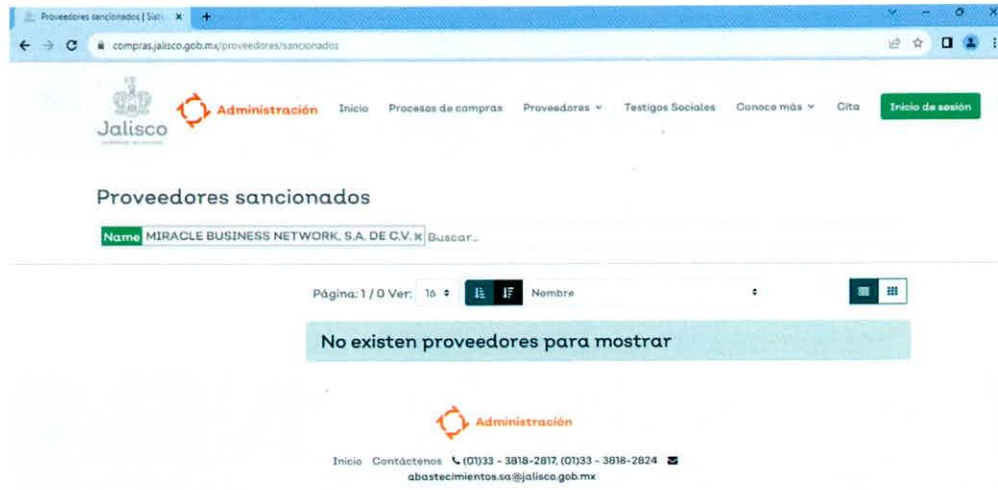 Proveedores sancionados | Sist
compras.jalisco.gob.mx/proveedores/sancionados
Jalisco
Administración Inicio Procesos de compras Proveedores Testigos Sociales Conoce más Cita Inicio de sesión
Proveedores sancionados
Name MIRACLE BUSINESS NETWORK, S.A. DE C.V. x Buscar...
Página: 1 / 0 Ver: 16 Nombre
No existen proveedores para mostrar
Administración
Inicio Contáctenos (01)33 - 3818-2817, (01)33 - 3818-2824
abastecimientos.sa@jalisco.gob.mx